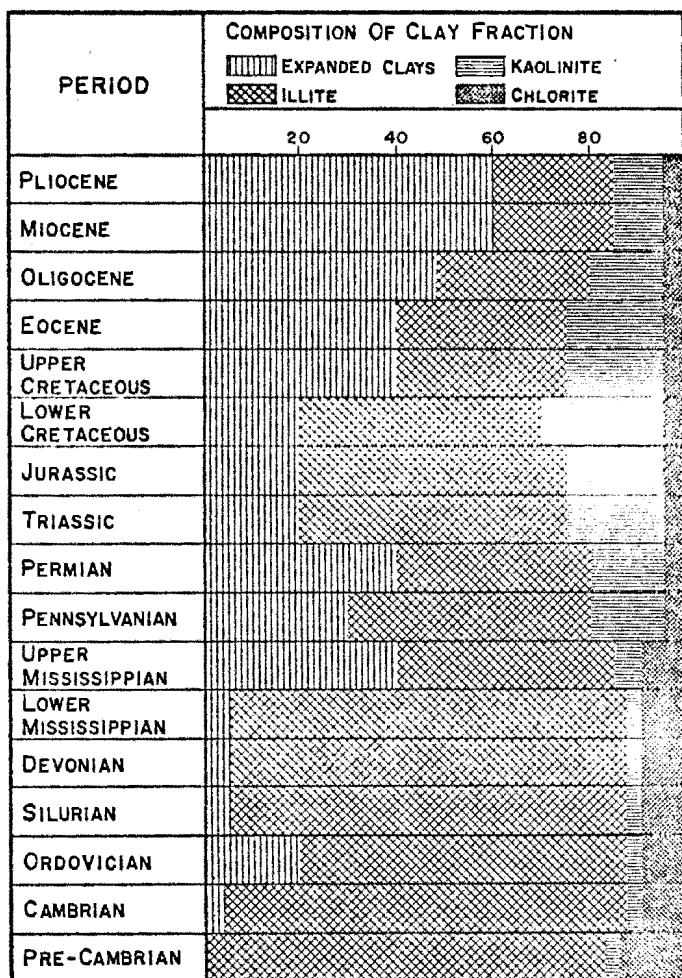 PERIOD
COMPOSITION OF CLAY FRACTION
EXPANDED CLAYS
KAOLINITE
ILLITE
CHLORITE
20 40 60 80
PLIOCENE
MIOCENE
OLIGOCENE
EOCENE
UPPER
CRETACEOUS
LOWER
CRETACEOUS
JURASSIC
TRIASSIC
PERMIAN
PENNSYLVANIAN
UPPER
MISSISSIPPIAN
LOWER
MISSISSIPPIAN
DEVONIAN
SILURIAN
ORDOVICIAN
CAMBRIAN
PRE-CAMBRIAN